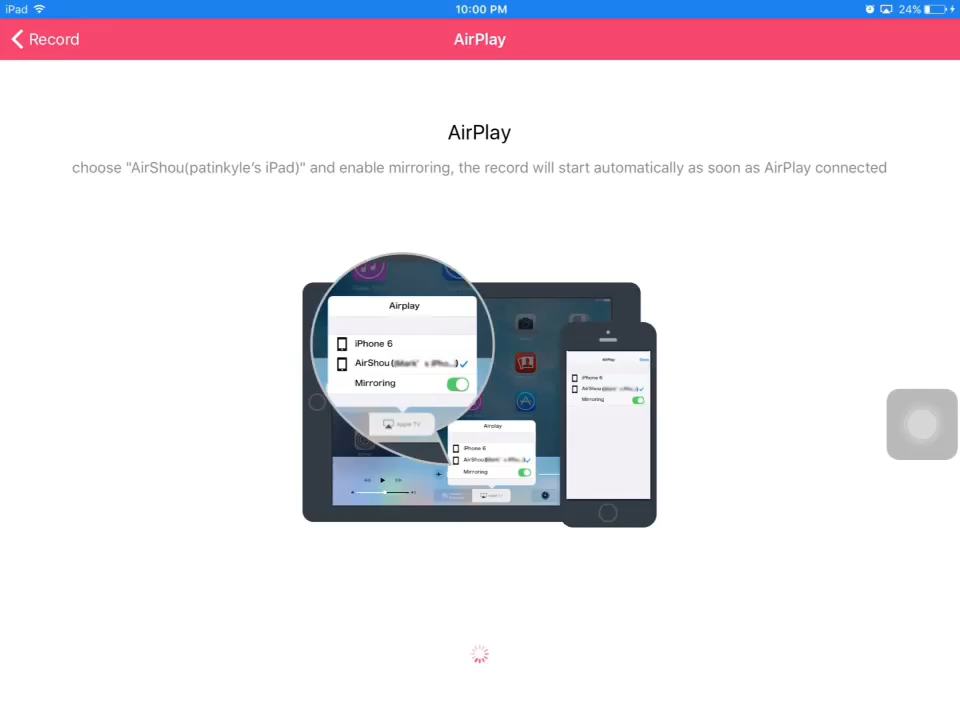 iPad 10:00 PM 24%
Record AirPlay
AirPlay
choose "AirShou(patinkyle's iPad)" and enable mirroring, the record will start automatically as soon as AirPlay connected
Airplay
iPhone 6
AirShou
Mirroring
Apple TV
Airplay
iPhone 6
AirShou
Mirroring
AirPlay
iPhone 6
AirShou
Mirroring